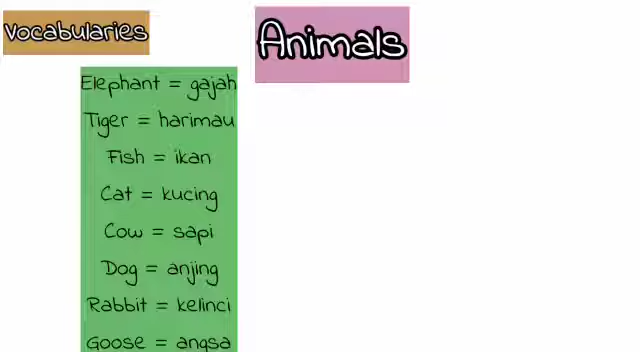 Vocabularies
Animals
Elephant = gajah
Tiger = harimau
Fish = ikan
Cat = kucing
Cow = sapi
Dog = anjing
Rabbit = kelinci
Goose = angsa